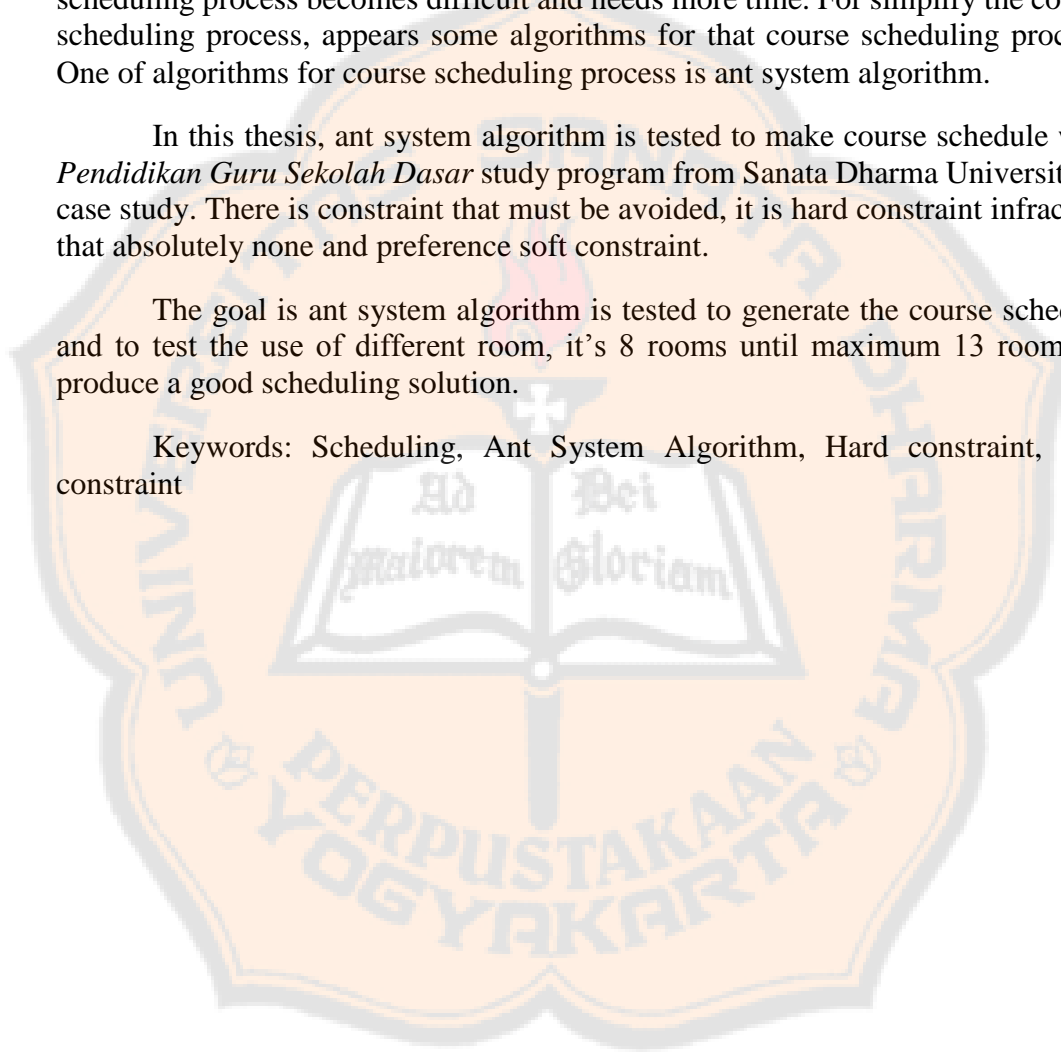 scheduling process becomes difficult and needs more time. For simplify the co
scheduling process, appears some algorithms for that course scheduling proc
One of algorithms for course scheduling process is ant system algorithm.
In this thesis, ant system algorithm is tested to make course schedule
Pendidikan Guru Sekolah Dasar study program from Sanata Dharma Universit
case study. There is constraint that must be avoided, it is hard constraint infrac
that absolutely none and preference soft constraint.
The goal is ant system algorithm is tested to generate the course sche
and to test the use of different room, it's 8 rooms until maximum 13 room
produce a good scheduling solution.
Keywords: Scheduling, Ant System Algorithm, Hard constraint,
constraint
UNIVERSITAS SANATA DHARMA
Ad Dei
Maiorem Gloriam
PERPUSTAKAAN
YOGYAKARTA